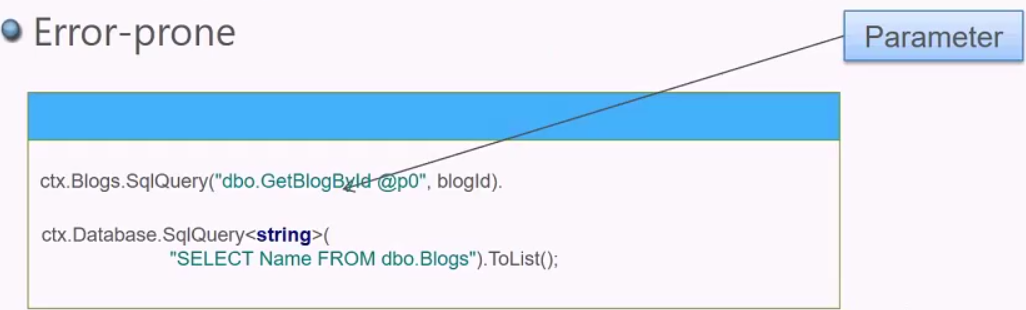 Error-prone
Parameter
ctx.Blogs.SqlQuery("dbo.GetBlogById @p0", blogId).
ctx.Database.SqlQuery<string>(
"SELECT Name FROM dbo.Blogs").ToList();